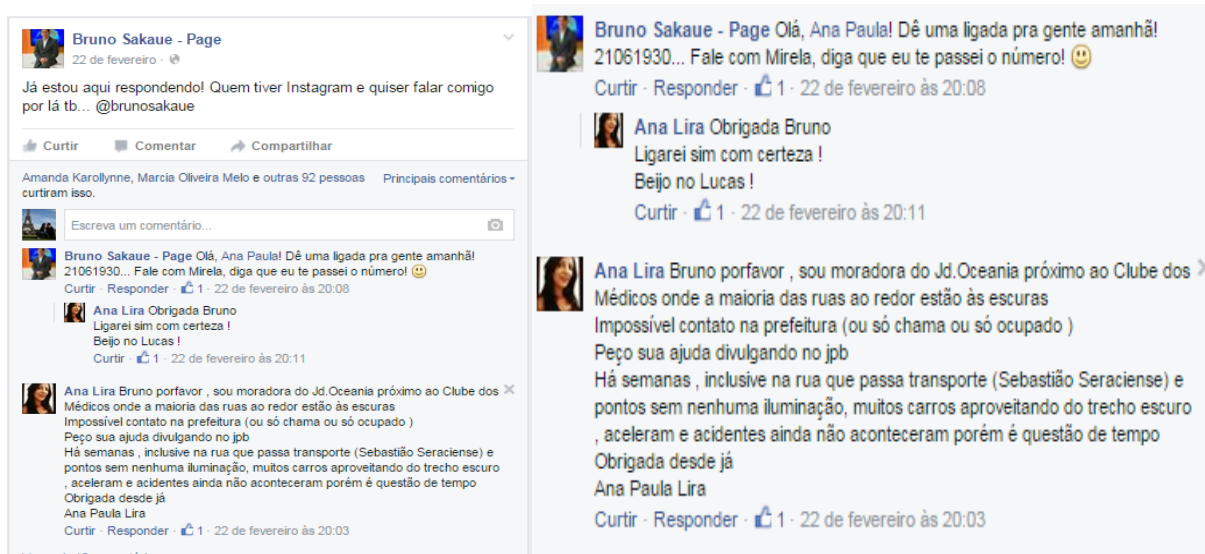 Bruno Sakaue - Page
22 de fevereiro ·
Já estou aqui respondendo! Quem tiver Instagram e quiser falar comigo
por lá tb... @brunosakaue
Curtir Comentar Compartilhar
Amanda Karollynne, Marcia Oliveira Melo e outras 92 pessoas
curtiram isso.
Principais comentários
Escreva um comentário...
Bruno Sakaue - Page Olá, Ana Paula! Dê uma ligada pra gente amanhã!
21061930... Fale com Mirela, diga que eu te passei o número!
Curtir · Responder · 1 · 22 de fevereiro às 20:08
Ana Lira Obrigada Bruno
Ligarei sim com certeza !
Beijo no Lucas !
Curtir · 1 · 22 de fevereiro às 20:11
Ana Lira Bruno porfavor , sou moradora do Jd.Oceania próximo ao Clube dos
Médicos onde a maioria das ruas ao redor estão às escuras
Impossível contato na prefeitura (ou só chama ou só ocupado )
Peço sua ajuda divulgando no jpb
Há semanas , inclusive na rua que passa transporte (Sebastião Seraciense) e
pontos sem nenhuma iluminação, muitos carros aproveitando do trecho escuro
, aceleram e acidentes ainda não aconteceram porém é questão de tempo
Obrigada desde já
Ana Paula Lira
Curtir · Responder · 1 · 22 de fevereiro às 20:03
Bruno Sakaue - Page Olá, Ana Paula! Dê uma ligada pra gente amanhã!
21061930... Fale com Mirela, diga que eu te passei o número!
Curtir · Responder · 1 · 22 de fevereiro às 20:08
Ana Lira Obrigada Bruno
Ligarei sim com certeza !
Beijo no Lucas !
Curtir · 1 · 22 de fevereiro às 20:11
Ana Lira Bruno porfavor , sou moradora do Jd.Oceania próximo ao Clube dos
Médicos onde a maioria das ruas ao redor estão às escuras
Impossível contato na prefeitura (ou só chama ou só ocupado )
Peço sua ajuda divulgando no jpb
Há semanas , inclusive na rua que passa transporte (Sebastião Seraciense) e
pontos sem nenhuma iluminação, muitos carros aproveitando do trecho escuro
, aceleram e acidentes ainda não aconteceram porém é questão de tempo
Obrigada desde já
Ana Paula Lira
Curtir · Responder · 1 · 22 de fevereiro às 20:03